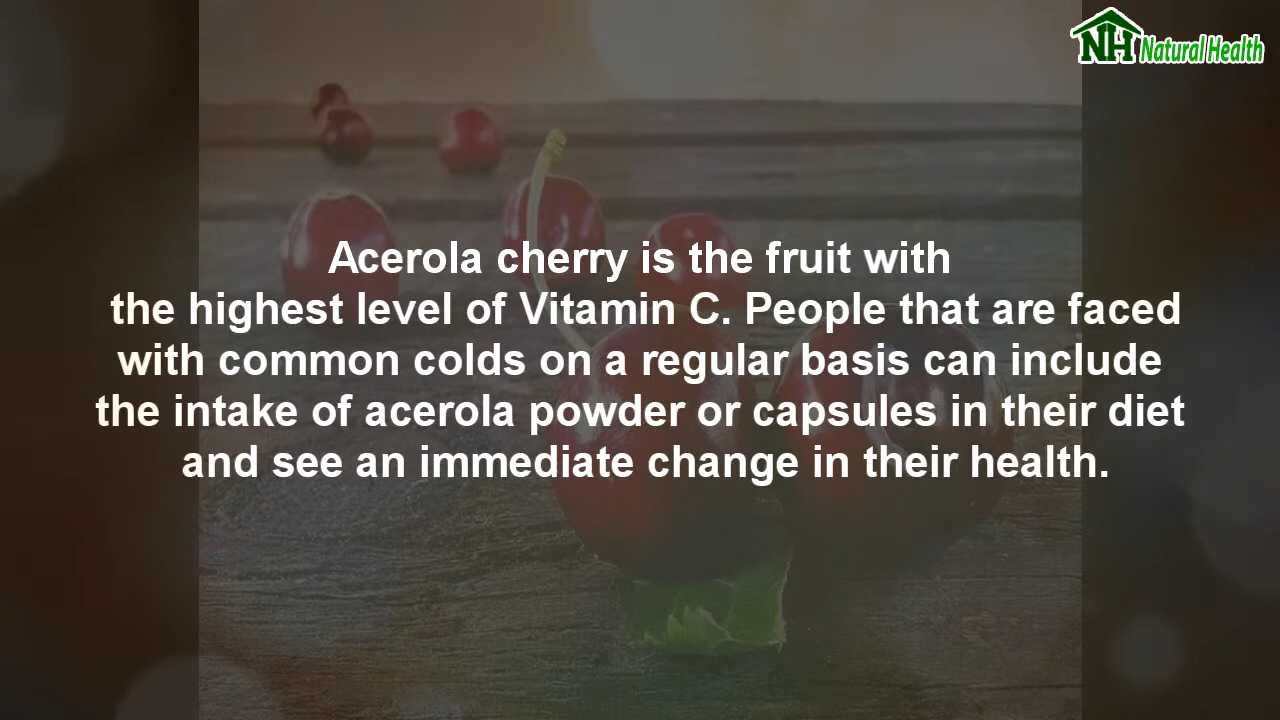 NH Natural Health
Acerola cherry is the fruit with
the highest level of Vitamin C. People that are faced
with common colds on a regular basis can include
the intake of acerola powder or capsules in their diet
and see an immediate change in their health.